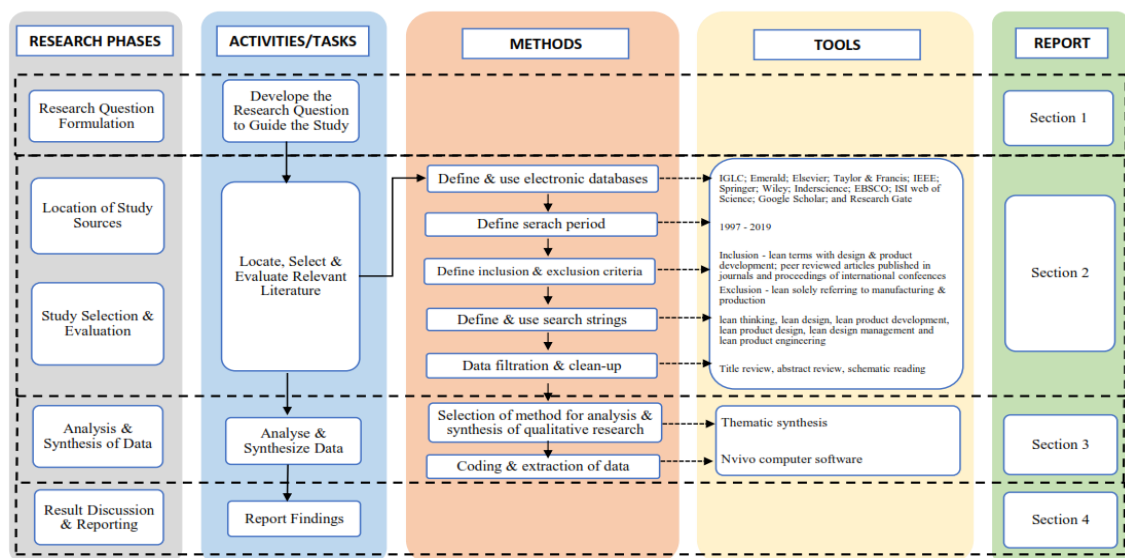 RESEARCH PHASES
ACTIVITIES/TASKS
METHODS
TOOLS
REPORT
Research Question
Formulation
Develope the
Research Question
to Guide the Study
Section 1
Location of Study
Sources
Study Selection &
Evaluation
Locate, Select &
Evaluate Relevant
Literature
Define & use electronic databases
Define serach period
Define inclusion & exclusion criteria
Define & use search strings
Data filtration & clean-up
IGLC; Emerald; Elsevier; Taylor & Francis; IEEE;
Springer; Wiley; Inderscience; EBSCO; ISI web of
Science; Google Scholar; and Research Gate
1997 - 2019
Inclusion - lean terms with design & product
development; peer reviewed articles published in
journals and proceedings of international confences
Exclusion - lean solely referring to manufacturing &
production
lean thinking, lean design, lean product development,
lean product design, lean design management and
lean product engineering
Title review, abstract review, schematic reading
Section 2
Analysis &
Synthesis of Data
Analyse &
Synthesize Data
Selection of method for analysis &
synthesis of qualitative research
Coding & extraction of data
Thematic synthesis
Nvivo computer software
Section 3
Result Discussion
& Reporting
Report Findings
Section 4